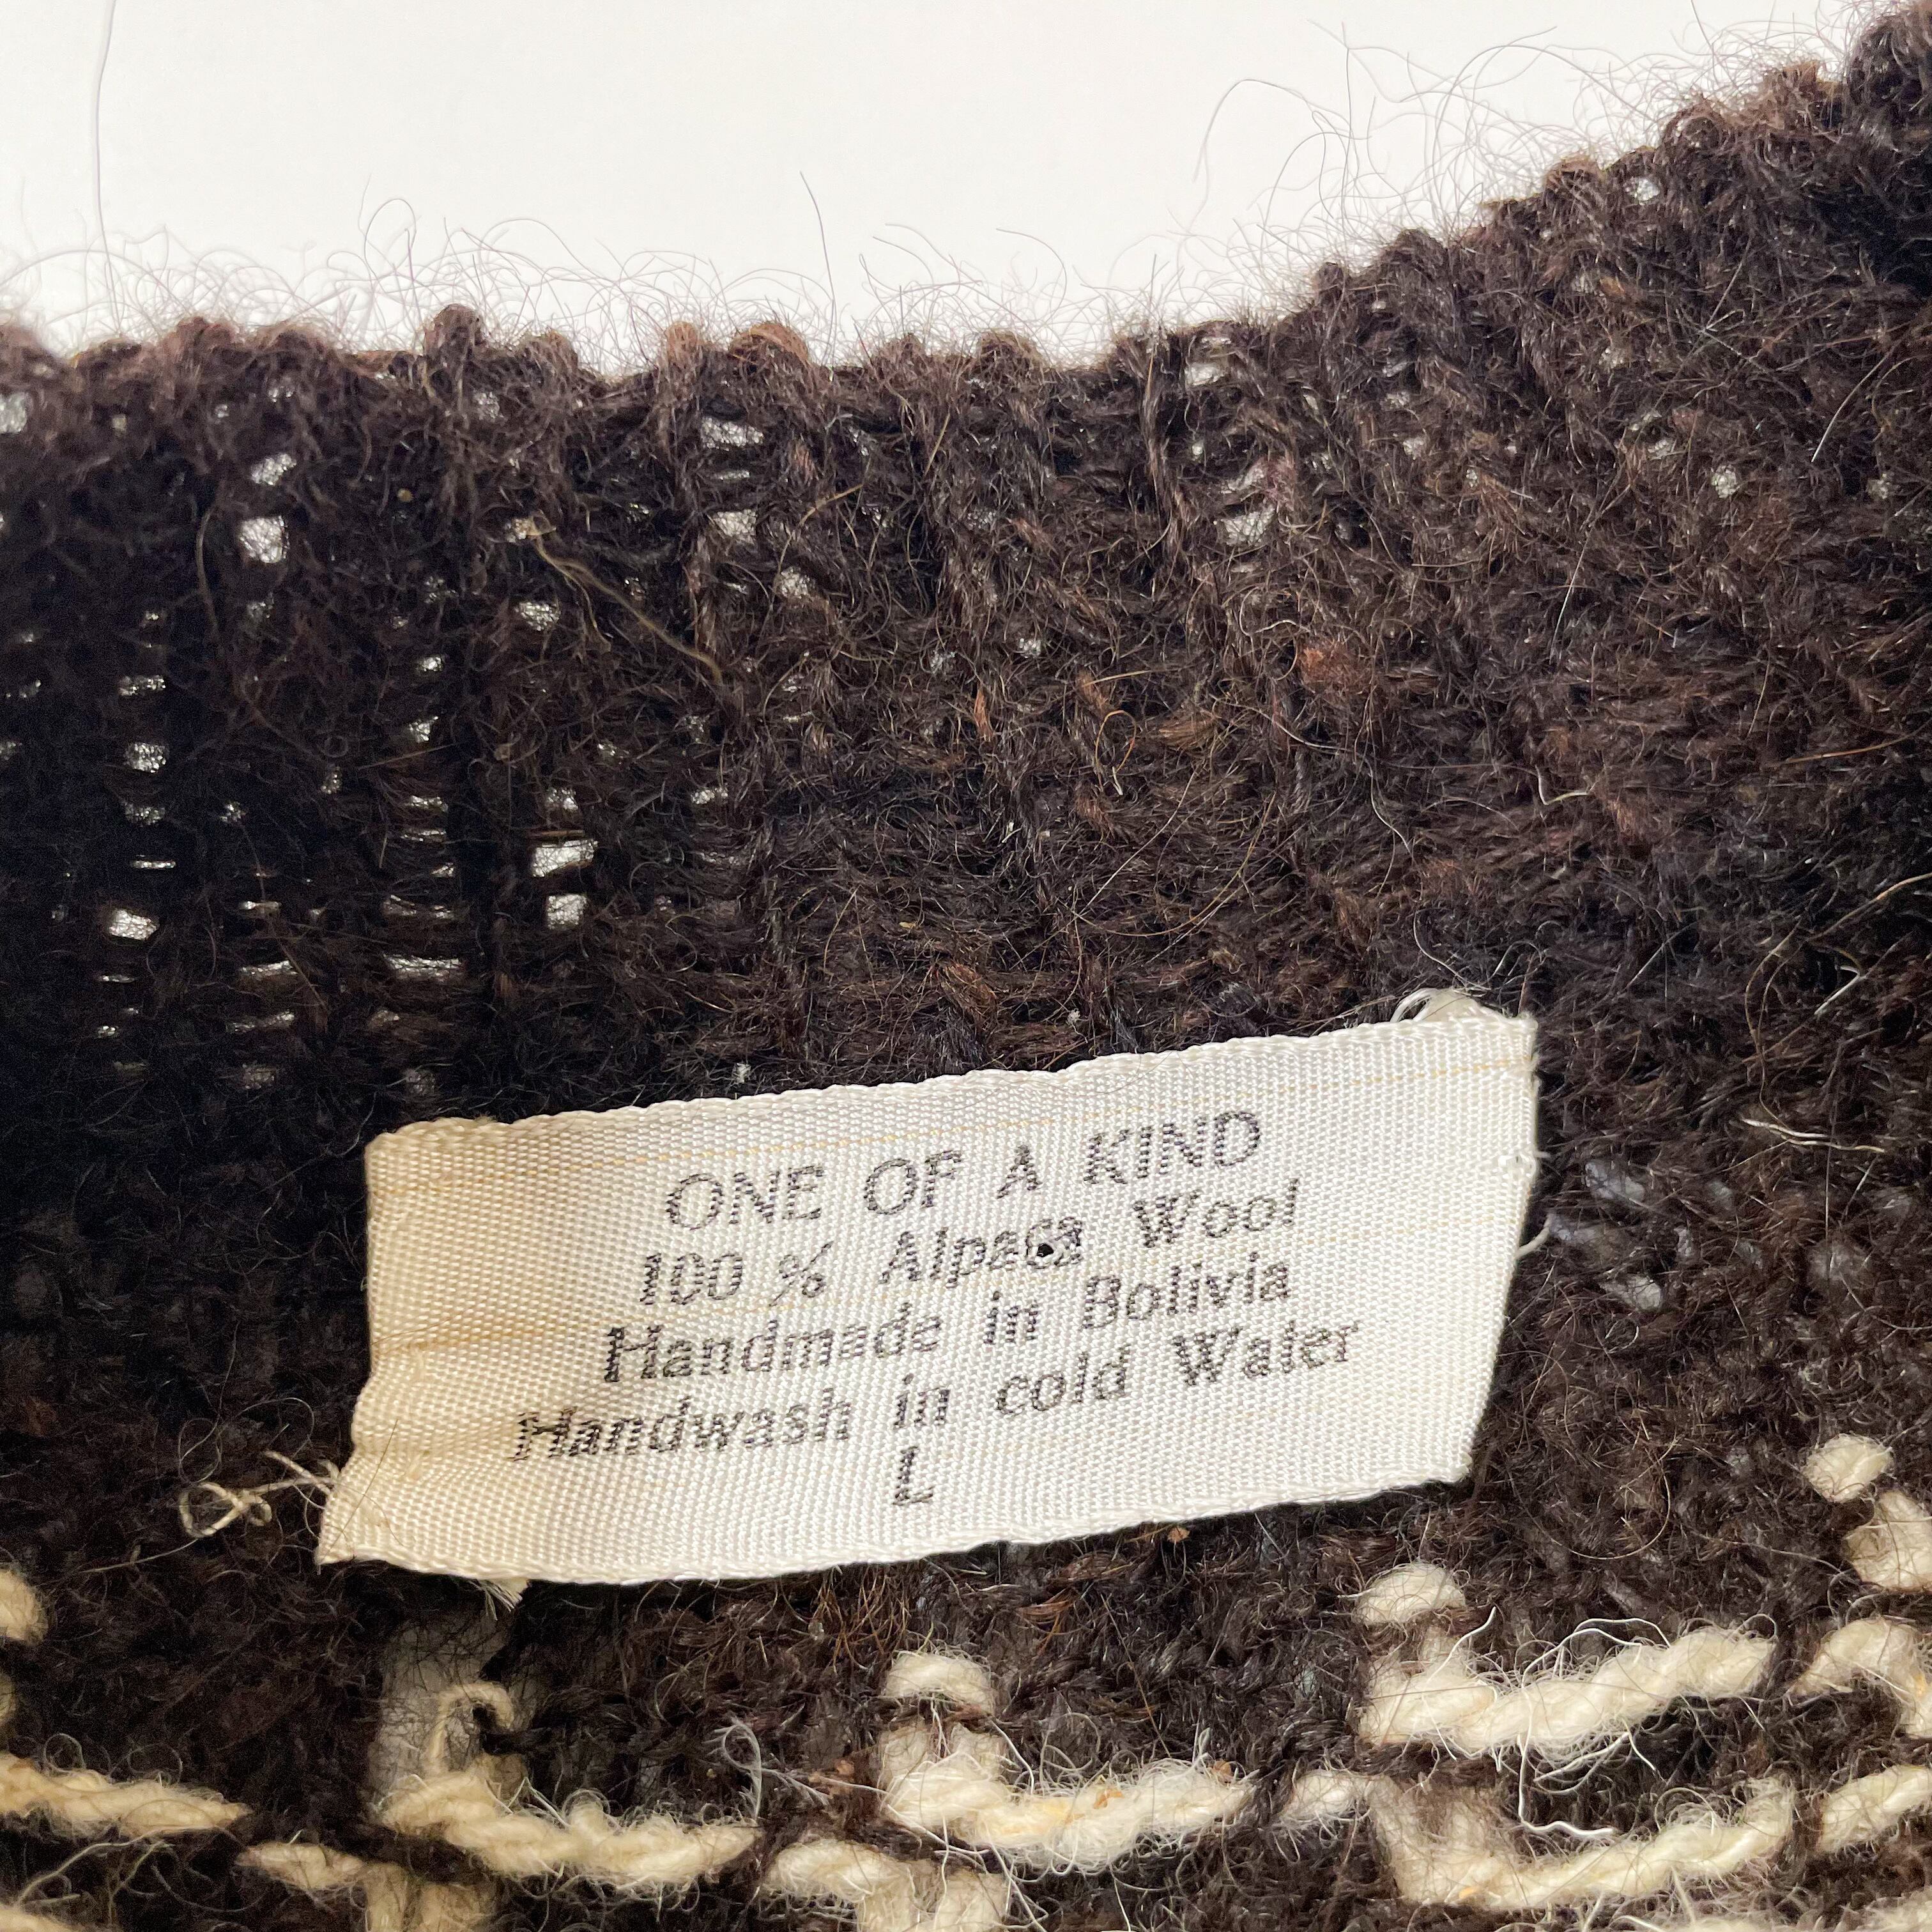 ONE OF A KIND
100 % Alpaca Wool
Handmade in Bolivia
Handwash in cold Water
L